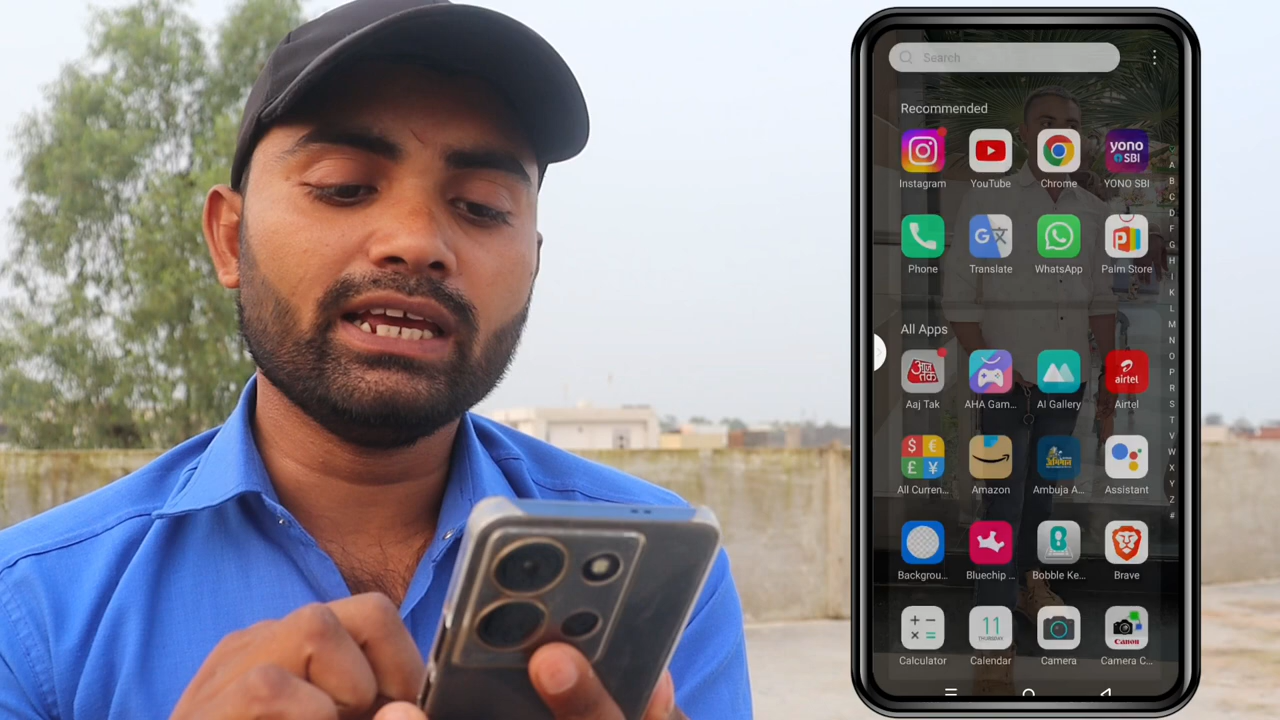 Search
Recommended
Instagram YouTube Chrome yono SBI YONO SBI
Phone Translate WhatsApp Palm Store
All Apps
आज तक Aaj Tak AHA Gam... AI Gallery airtel Airtel
$ € £ ¥ All Curren... Amazon Ambuja A... Assistant
Backgrou... Bluechip ... Bobble Ke... Brave
+ − × = Calculator 11 THURSDAY Calendar Camera Canon Camera C...
A
B
C
D
F
G
H
I
K
L
M
N
O
P
R
S
T
V
W
X
Y
Z
#